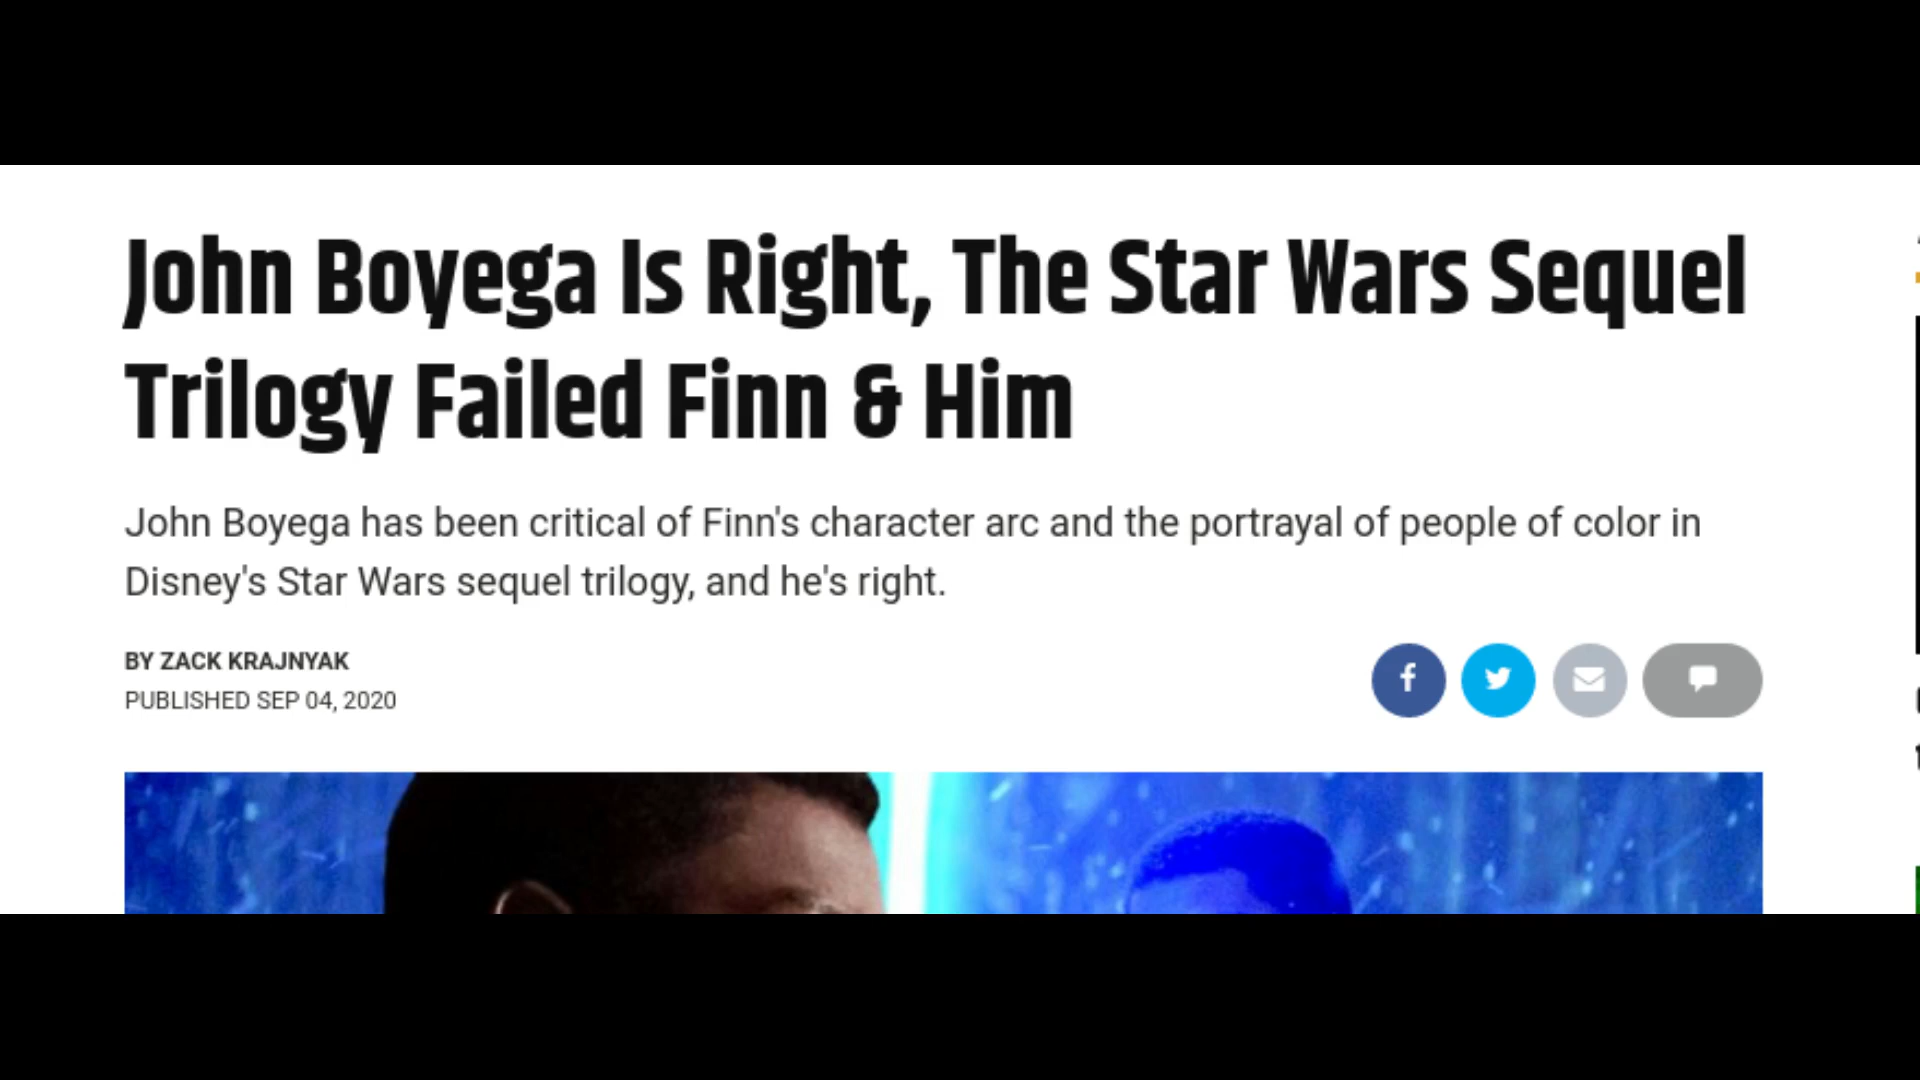 John Boyega Is Right, The Star Wars Sequel
Trilogy Failed Finn & Him
John Boyega has been critical of Finn's character arc and the portrayal of people of color in
Disney's Star Wars sequel trilogy, and he's right.
BY ZACK KRAJNYAK
PUBLISHED SEP 04, 2020